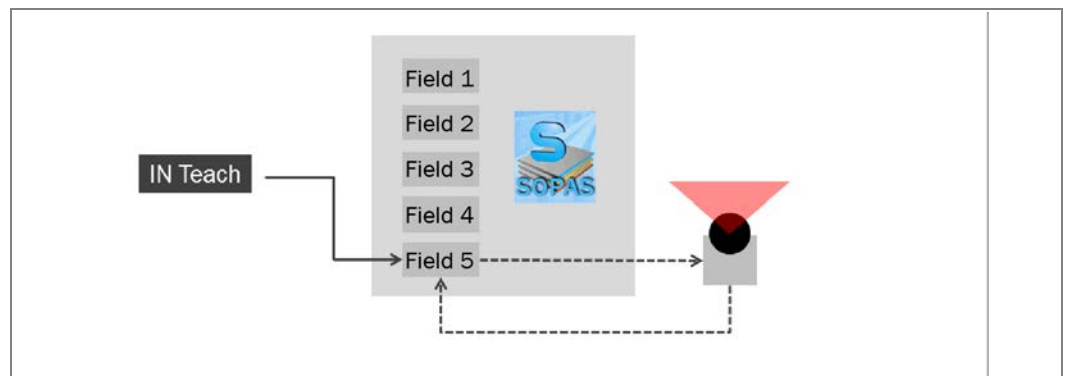 Field 1
Field 2
S
SOPAS
Field 3
IN Teach
Field 4
Field 5